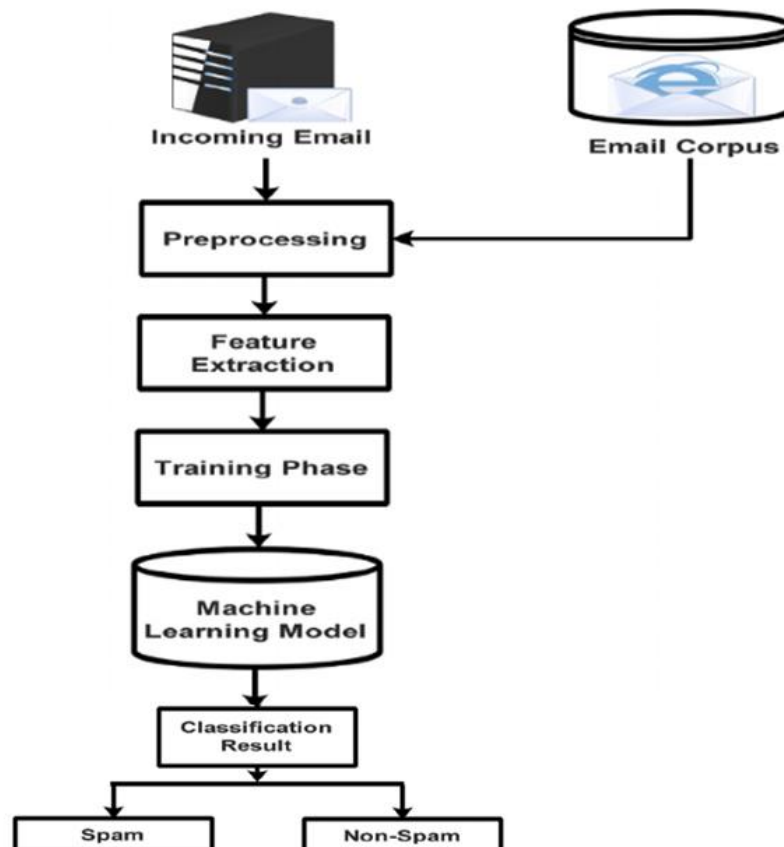 Incoming Email
Email Corpus
Preprocessing
Feature
Extraction
Training Phase
Machine
Learning Model
Classification
Result
Spam
Non-Spam